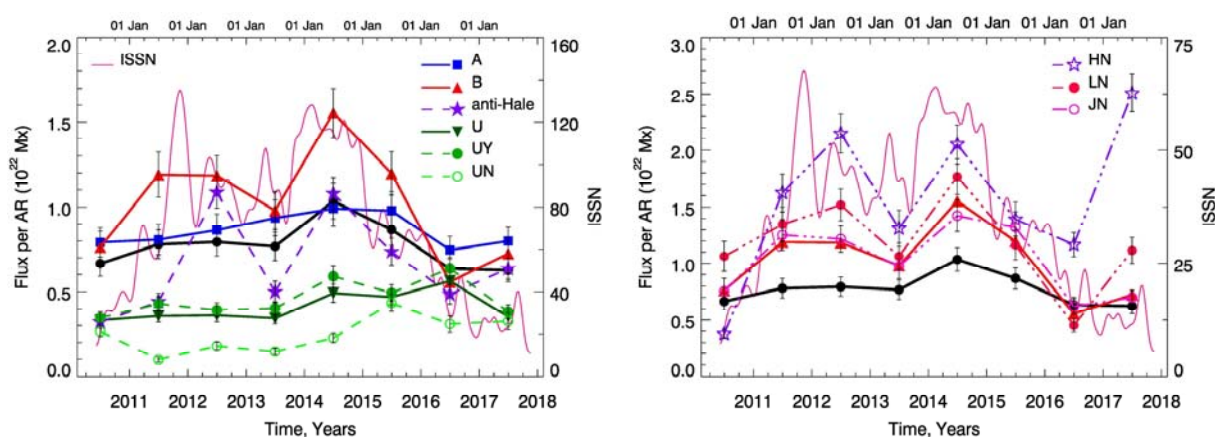 01 Jan 01 Jan 01 Jan 01 Jan 01 Jan 01 Jan 01 Jan
2.0
1.5
1.0
0.5
0.0
Flux per AR (10²² Mx)
ISSN
A
B
anti-Hale
U
UY
UN
160
120
80
40
0
ISSN
2011 2012 2013 2014 2015 2016 2017 2018
Time, Years
01 Jan 01 Jan 01 Jan 01 Jan 01 Jan 01 Jan 01 Jan
3.0
2.5
2.0
1.5
1.0
0.5
0.0
Flux per AR (10²² Mx)
HN
LN
JN
75
50
25
0
ISSN
2011 2012 2013 2014 2015 2016 2017 2018
Time, Years